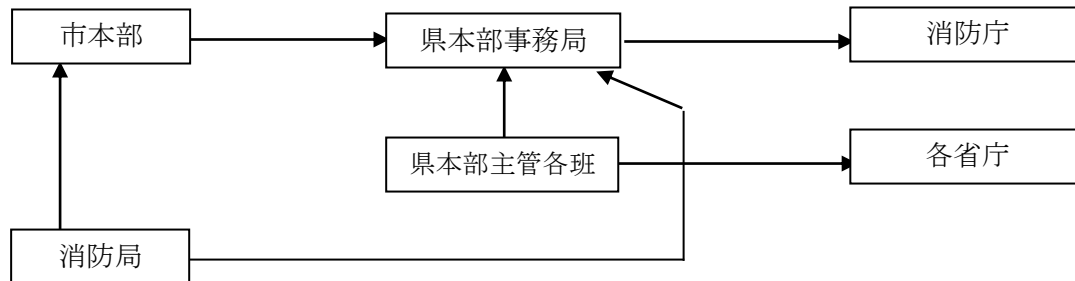 市本部
県本部事務局
消防庁
県本部主管各班
各省庁
消防局